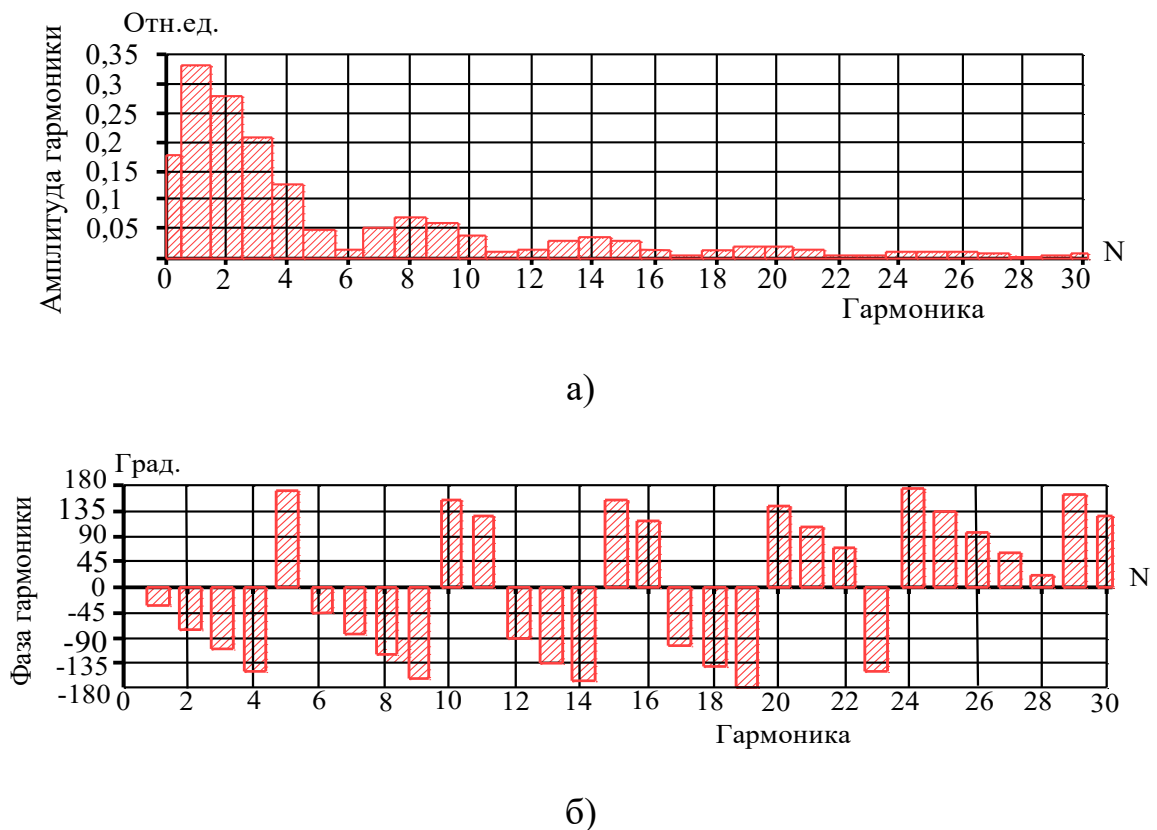 Отн.ед.
Амплитуда гармоники
0,35
0,3
0,25
0,2
0,15
0,1
0,05
N
0 2 4 6 8 10 12 14 16 18 20 22 24 26 28 30
Гармоника
а)
Град.
Фаза гармоники
180
135
90
45
0
-45
-90
-135
-180
N
0 2 4 6 8 10 12 14 16 18 20 22 24 26 28 30
Гармоника
б)